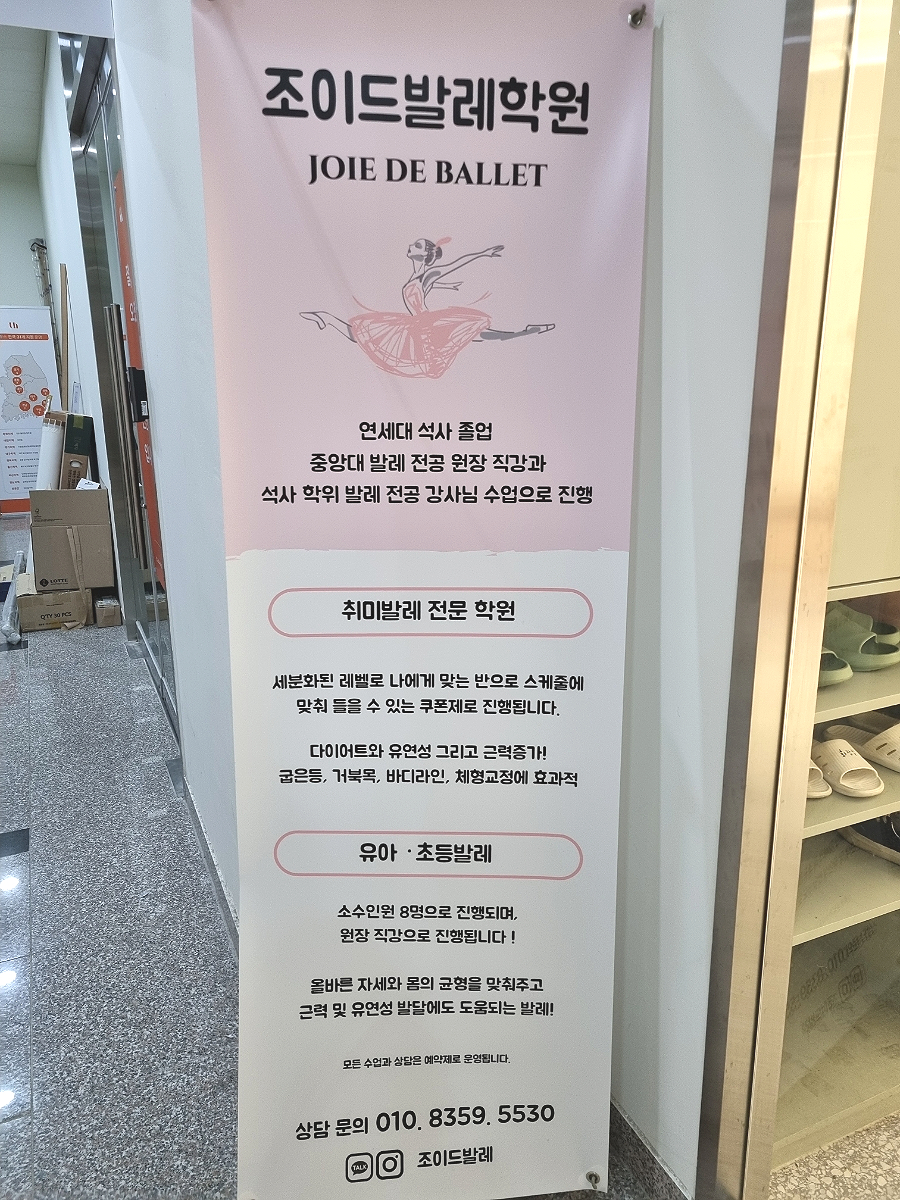 조이드발레학원
JOIE DE BALLET
연세대 석사 졸업
중앙대 발레 전공 원장 직강과
석사 학위 발레 전공 강사님 수업으로 진행
취미발레 전문 학원
세분화된 레벨로 나에게 맞는 반으로 스케줄에
맞춰 들을 수 있는 쿠폰제로 진행됩니다.
다이어트와 유연성 그리고 근력증가!
굽은등, 거북목, 바디라인, 체형교정에 효과적
유아 · 초등발레
소수인원 8명으로 진행되며,
원장 직강으로 진행됩니다 !
올바른 자세와 몸의 균형을 맞춰주고
근력 및 유연성 발달에도 도움되는 발레!
모든 수업과 상담은 예약제로 운영됩니다.
상담 문의 010. 8359. 5530
TALK 조이드발레
LOTTE
Q'TY 30 PCS